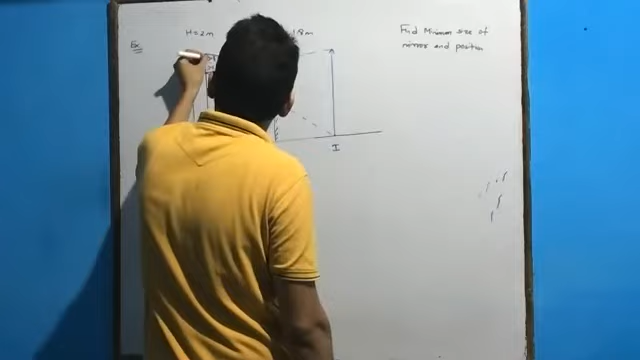 H = 2m
1.8m
Ex
Find Minimum size of
mirror and position
I